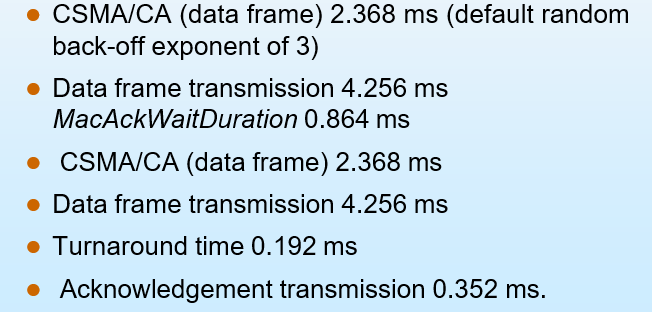 • CSMA/CA (data frame) 2.368 ms (default random
back-off exponent of 3)
• Data frame transmission 4.256 ms
MacAckWaitDuration 0.864 ms
• CSMA/CA (data frame) 2.368 ms
• Data frame transmission 4.256 ms
• Turnaround time 0.192 ms
• Acknowledgement transmission 0.352 ms.